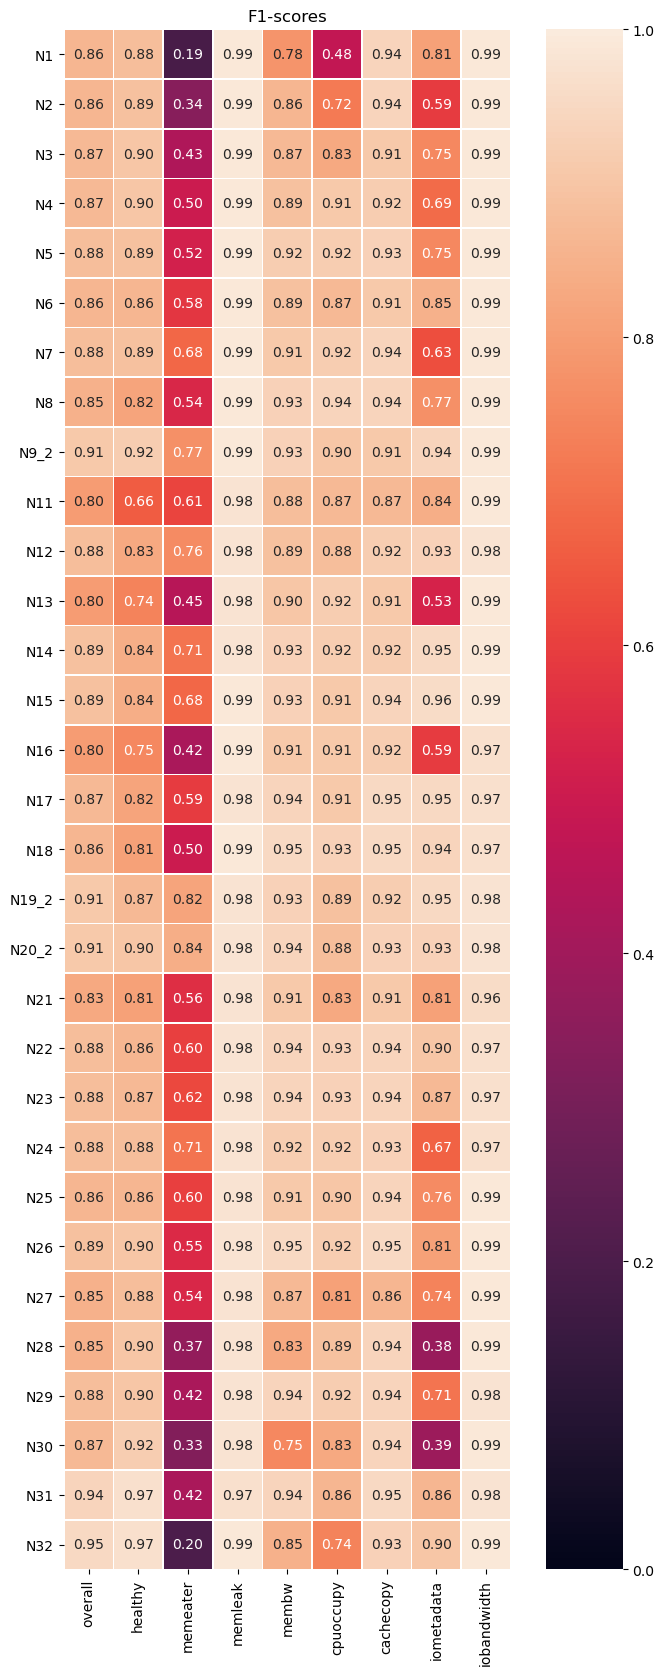 F1-scores
N1 0.86 0.88 0.19 0.99 0.78 0.48 0.94 0.81 0.99
N2 0.86 0.89 0.34 0.99 0.86 0.72 0.94 0.59 0.99
N3 0.87 0.90 0.43 0.99 0.87 0.83 0.91 0.75 0.99
N4 0.87 0.90 0.50 0.99 0.89 0.91 0.92 0.69 0.99
N5 0.88 0.89 0.52 0.99 0.92 0.92 0.93 0.75 0.99
N6 0.86 0.86 0.58 0.99 0.89 0.87 0.91 0.85 0.99
N7 0.88 0.89 0.68 0.99 0.91 0.92 0.94 0.63 0.99
N8 0.85 0.82 0.54 0.99 0.93 0.94 0.94 0.77 0.99
N9_2 0.91 0.92 0.77 0.99 0.93 0.90 0.91 0.94 0.99
N11 0.80 0.66 0.61 0.98 0.88 0.87 0.87 0.84 0.99
N12 0.88 0.83 0.76 0.98 0.89 0.88 0.92 0.93 0.98
N13 0.80 0.74 0.45 0.98 0.90 0.92 0.91 0.53 0.99
N14 0.89 0.84 0.71 0.98 0.93 0.92 0.92 0.95 0.99
N15 0.89 0.84 0.68 0.99 0.93 0.91 0.94 0.96 0.99
N16 0.80 0.75 0.42 0.99 0.91 0.91 0.92 0.59 0.97
N17 0.87 0.82 0.59 0.98 0.94 0.91 0.95 0.95 0.97
N18 0.86 0.81 0.50 0.99 0.95 0.93 0.95 0.94 0.97
N19_2 0.91 0.87 0.82 0.98 0.93 0.89 0.92 0.95 0.98
N20_2 0.91 0.90 0.84 0.98 0.94 0.88 0.93 0.93 0.98
N21 0.83 0.81 0.56 0.98 0.91 0.83 0.91 0.81 0.96
N22 0.88 0.86 0.60 0.98 0.94 0.93 0.94 0.90 0.97
N23 0.88 0.87 0.62 0.98 0.94 0.93 0.94 0.87 0.97
N24 0.88 0.88 0.71 0.98 0.92 0.92 0.93 0.67 0.97
N25 0.86 0.86 0.60 0.98 0.91 0.90 0.94 0.76 0.99
N26 0.89 0.90 0.55 0.98 0.95 0.92 0.95 0.81 0.99
N27 0.85 0.88 0.54 0.98 0.87 0.81 0.86 0.74 0.99
N28 0.85 0.90 0.37 0.98 0.83 0.89 0.94 0.38 0.99
N29 0.88 0.90 0.42 0.98 0.94 0.92 0.94 0.71 0.98
N30 0.87 0.92 0.33 0.98 0.75 0.83 0.94 0.39 0.99
N31 0.94 0.97 0.42 0.97 0.94 0.86 0.95 0.86 0.98
N32 0.95 0.97 0.20 0.99 0.85 0.74 0.93 0.90 0.99
overall healthy memeater memleak membw cpuoccupy cachecopy iometadata iobandwidth
1.0
0.8
0.6
0.4
0.2
0.0